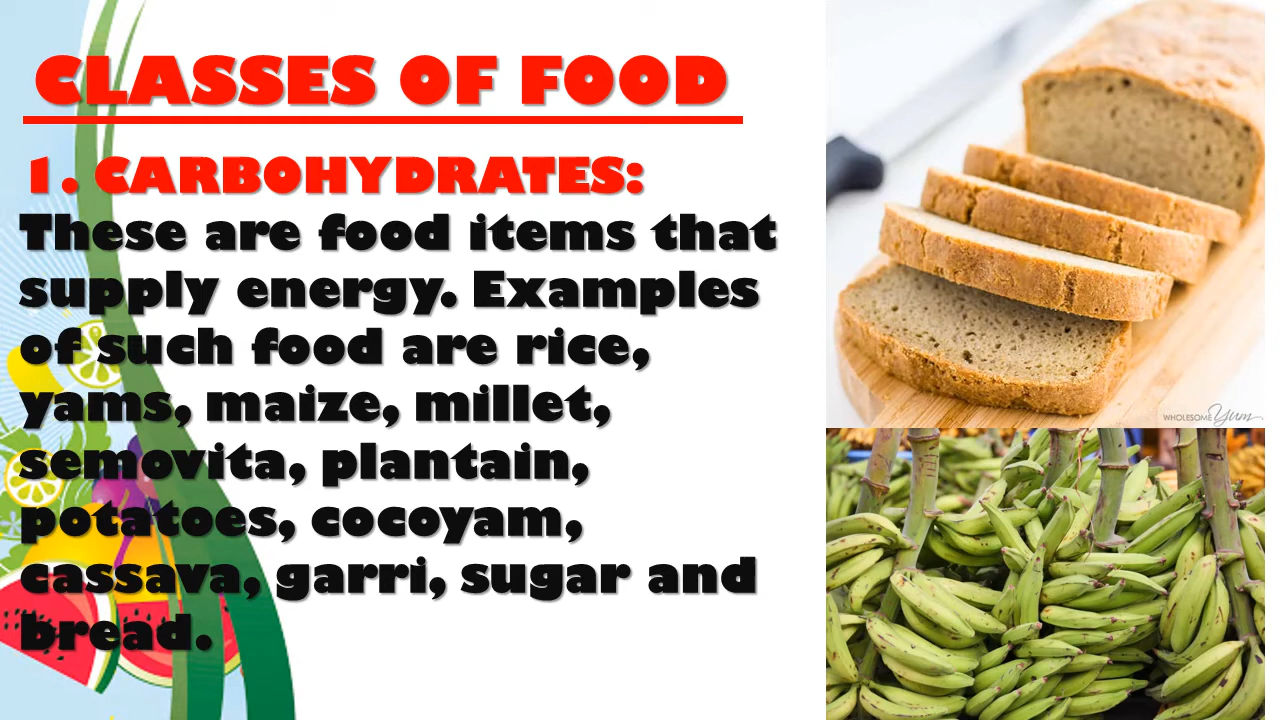 CLASSES OF FOOD
1. CARBOHYDRATES:
These are food items that
supply energy. Examples
of such food are rice,
yams, maize, millet,
semovita, plantain,
potatoes, cocoyam,
cassava, garri, sugar and
bread.
WHOLESOME Yum